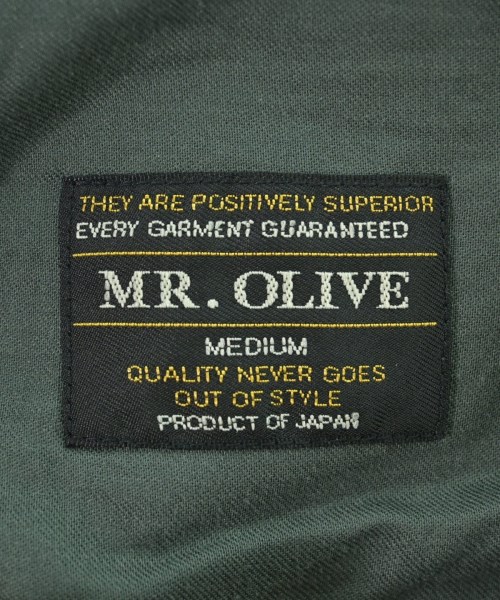 THEY ARE POSITIVELY SUPERIOR
EVERY GARMENT GUARANTEED
MR. OLIVE
MEDIUM
QUALITY NEVER GOES
OUT OF STYLE
PRODUCT OF JAPAN